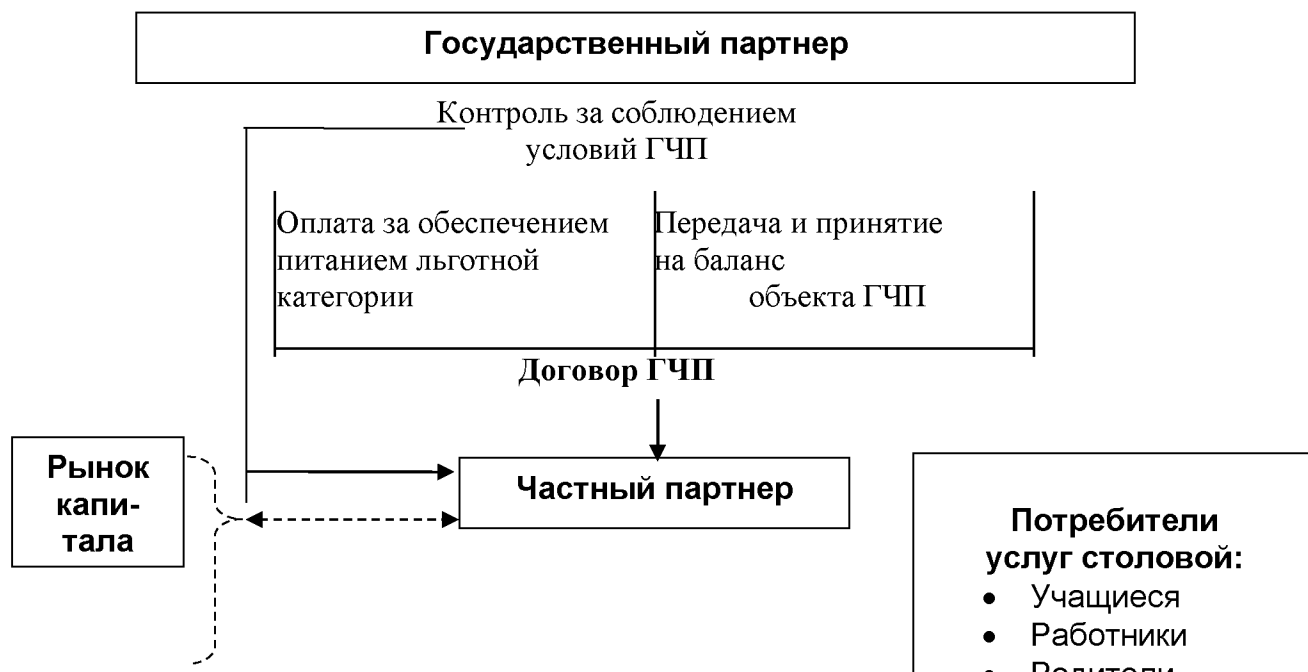 Государственный партнер
Контроль за соблюдением
условий ГЧП
Оплата за обеспечением
питанием льготной
категории
Передача и принятие
на баланс
объекта ГЧП
Договор ГЧП
Рынок
капи-
тала
Частный партнер
Потребители
услуг столовой:
• Учащиеся
• Работники
• Родители